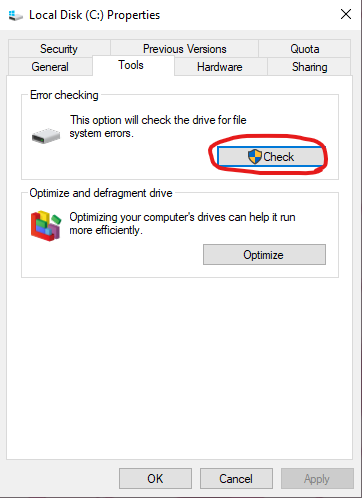 Local Disk (C:) Properties
Security Previous Versions Quota
General Tools Hardware Sharing
Error checking
This option will check the drive for file
system errors.
Check
Optimize and defragment drive
Optimizing your computer's drives can help it run
more efficiently.
Optimize
OK Cancel Apply